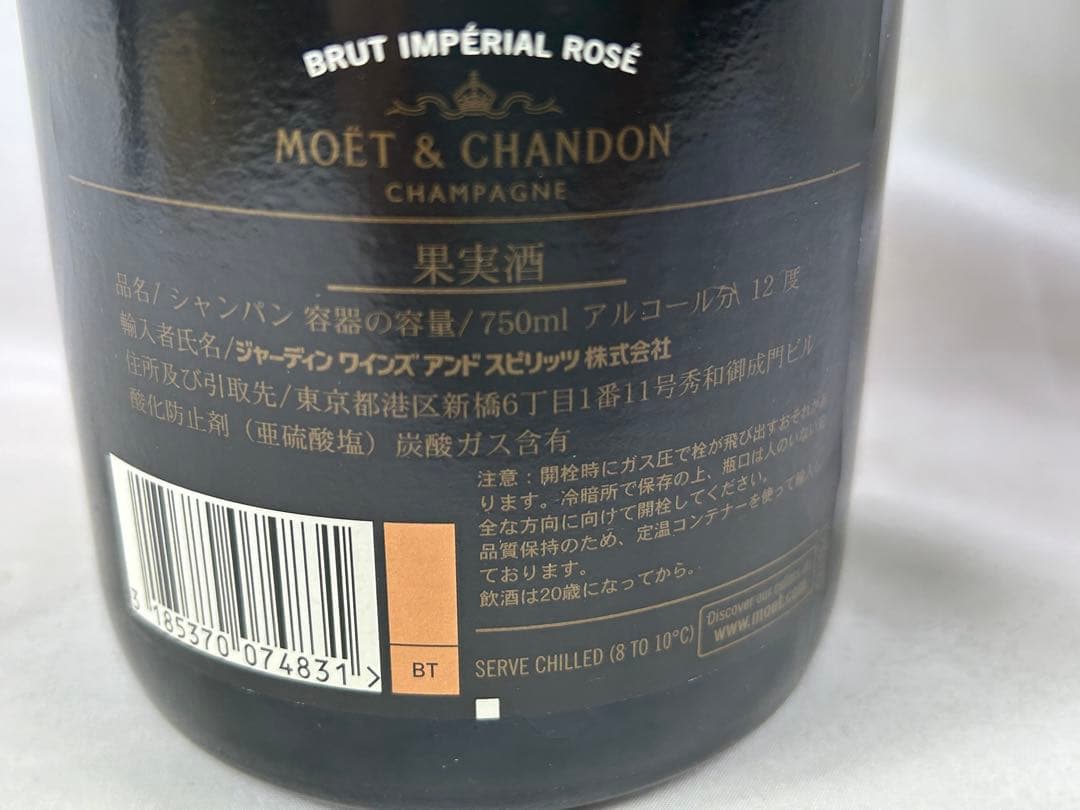 BRUT IMPÉRIAL ROSÉ
MOËT & CHANDON
CHAMPAGNE
果実酒
品名/ シャンパン 容器の容量/750ml アルコール分 12 度
輸入者氏名/ジャーディン ワインズ アンド スピリッツ 株式会社
住所及び引取先/東京都港区新橋6丁目1番11号秀和御成門ビル
酸化防止剤（亜硫酸塩）炭酸ガス含有
注意：開栓時にガス圧で栓が飛び出すおそれがあ
ります。冷暗所で保存の上、瓶口は人のいない
全な方向に向けて開栓してください。
品質保持のため、定温コンテナーを使って輸入
ております。
飲酒は20歳になってから。
3 185370 074831 >
BT
SERVE CHILLED (8 TO 10°C)
Discover our
www.moet.com